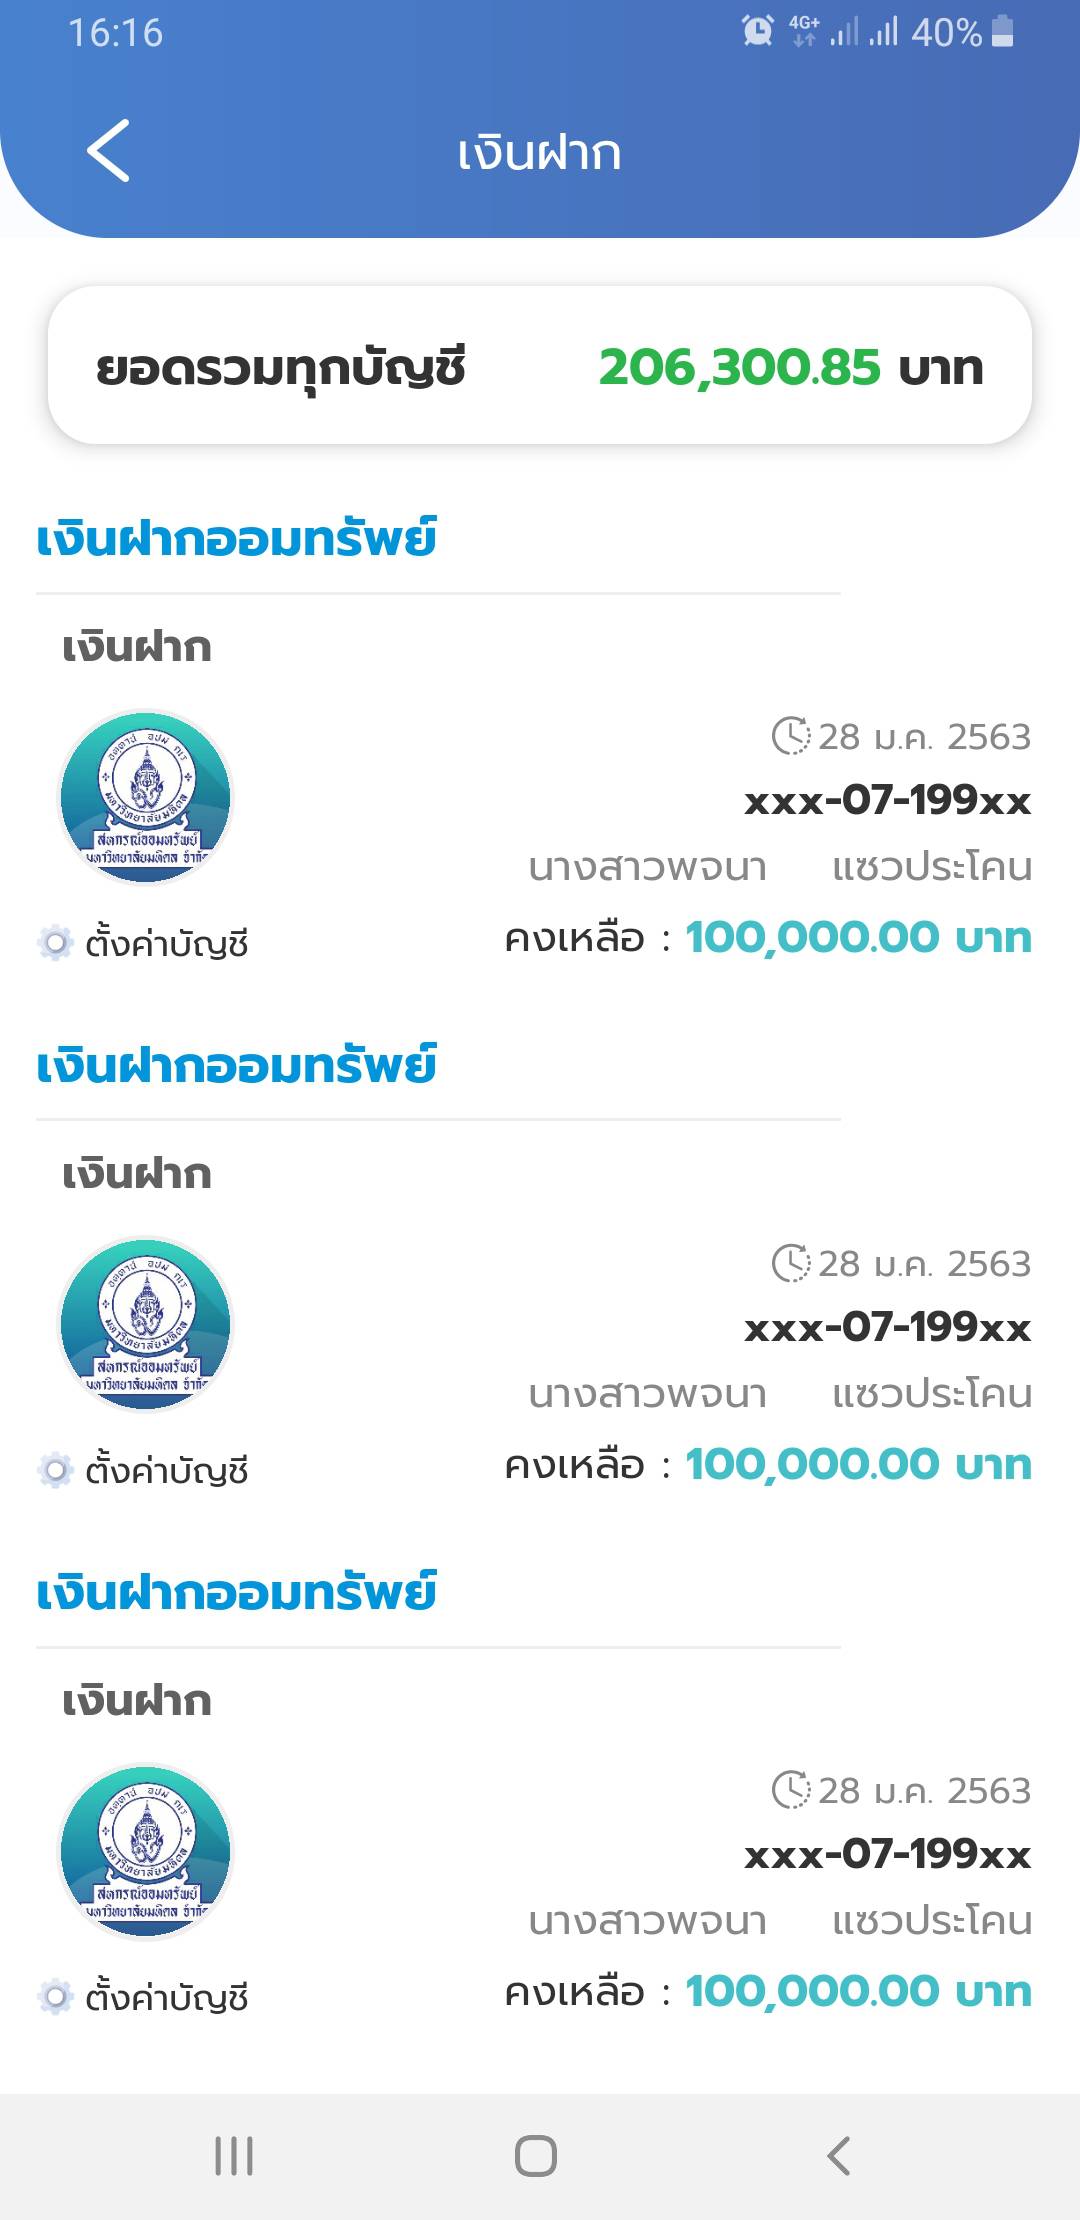 16:16 4G+ 40%
เงินฝาก
ยอดรวมทุกบัญชี 206,300.85 บาท
เงินฝากออมทรัพย์
เงินฝาก
28 ม.ค. 2563
xxx-07-199xx
นางสาวพจนา แซวประโคน
ตั้งค่าบัญชี คงเหลือ : 100,000.00 บาท
สหกรณ์ออมทรัพย์
มหาวิทยาลัยมหิดล
เงินฝากออมทรัพย์
เงินฝาก
28 ม.ค. 2563
xxx-07-199xx
นางสาวพจนา แซวประโคน
ตั้งค่าบัญชี คงเหลือ : 100,000.00 บาท
สหกรณ์ออมทรัพย์
มหาวิทยาลัยมหิดล
เงินฝากออมทรัพย์
เงินฝาก
28 ม.ค. 2563
xxx-07-199xx
นางสาวพจนา แซวประโคน
ตั้งค่าบัญชี คงเหลือ : 100,000.00 บาท
สหกรณ์ออมทรัพย์
มหาวิทยาลัยมหิดล